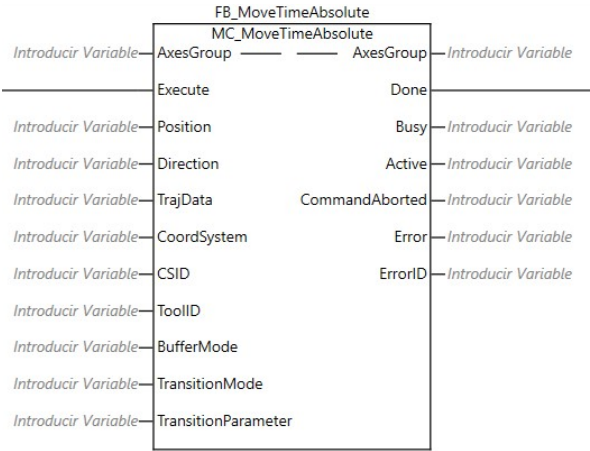 FB_MoveTimeAbsolute
MC_MoveTimeAbsolute
Introducir Variable AxesGroup AxesGroup Introducir Variable
Execute Done
Introducir Variable Position Busy Introducir Variable
Introducir Variable Direction Active Introducir Variable
Introducir Variable TrajData CommandAborted Introducir Variable
Introducir Variable CoordSystem Error Introducir Variable
Introducir Variable CSID ErrorID Introducir Variable
Introducir Variable ToolID
Introducir Variable BufferMode
Introducir Variable TransitionMode
Introducir Variable TransitionParameter